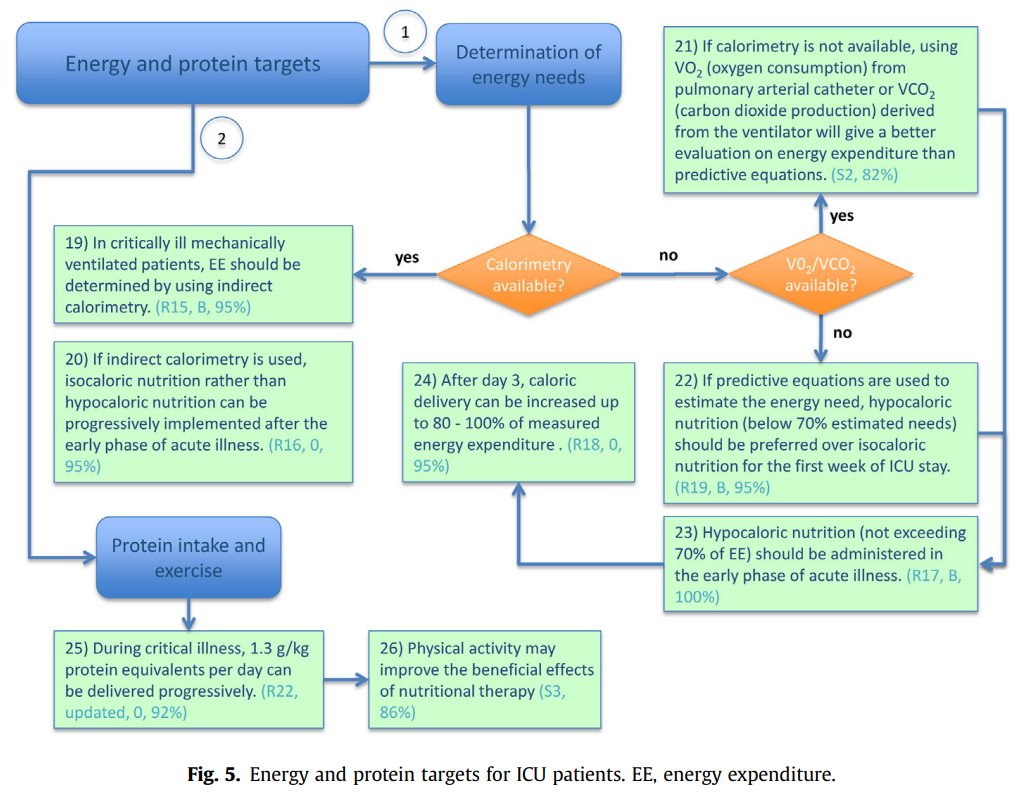 Energy and protein targets
1
Determination of
energy needs
2
21) If calorimetry is not available, using
VO₂ (oxygen consumption) from
pulmonary arterial catheter or VCO₂
(carbon dioxide production) derived
from the ventilator will give a better
evaluation on energy expenditure than
predictive equations. (S2, 82%)
yes
19) In critically ill mechanically
ventilated patients, EE should be
determined by using indirect
calorimetry. (R15, B, 95%)
yes
Calorimetry
available?
no
V0₂/VCO₂
available?
no
20) If indirect calorimetry is used,
isocaloric nutrition rather than
hypocaloric nutrition can be
progressively implemented after the
early phase of acute illness. (R16, 0,
95%)
24) After day 3, caloric
delivery can be increased up
to 80 - 100% of measured
energy expenditure . (R18, 0,
95%)
22) If predictive equations are used to
estimate the energy need, hypocaloric
nutrition (below 70% estimated needs)
should be preferred over isocaloric
nutrition for the first week of ICU stay.
(R19, B, 95%)
23) Hypocaloric nutrition (not exceeding
70% of EE) should be administered in
the early phase of acute illness. (R17, B,
100%)
Protein intake and
exercise
25) During critical illness, 1.3 g/kg
protein equivalents per day can
be delivered progressively. (R22,
updated, 0, 92%)
26) Physical activity may
improve the beneficial effects
of nutritional therapy (S3,
86%)
Fig. 5. Energy and protein targets for ICU patients. EE, energy expenditure.